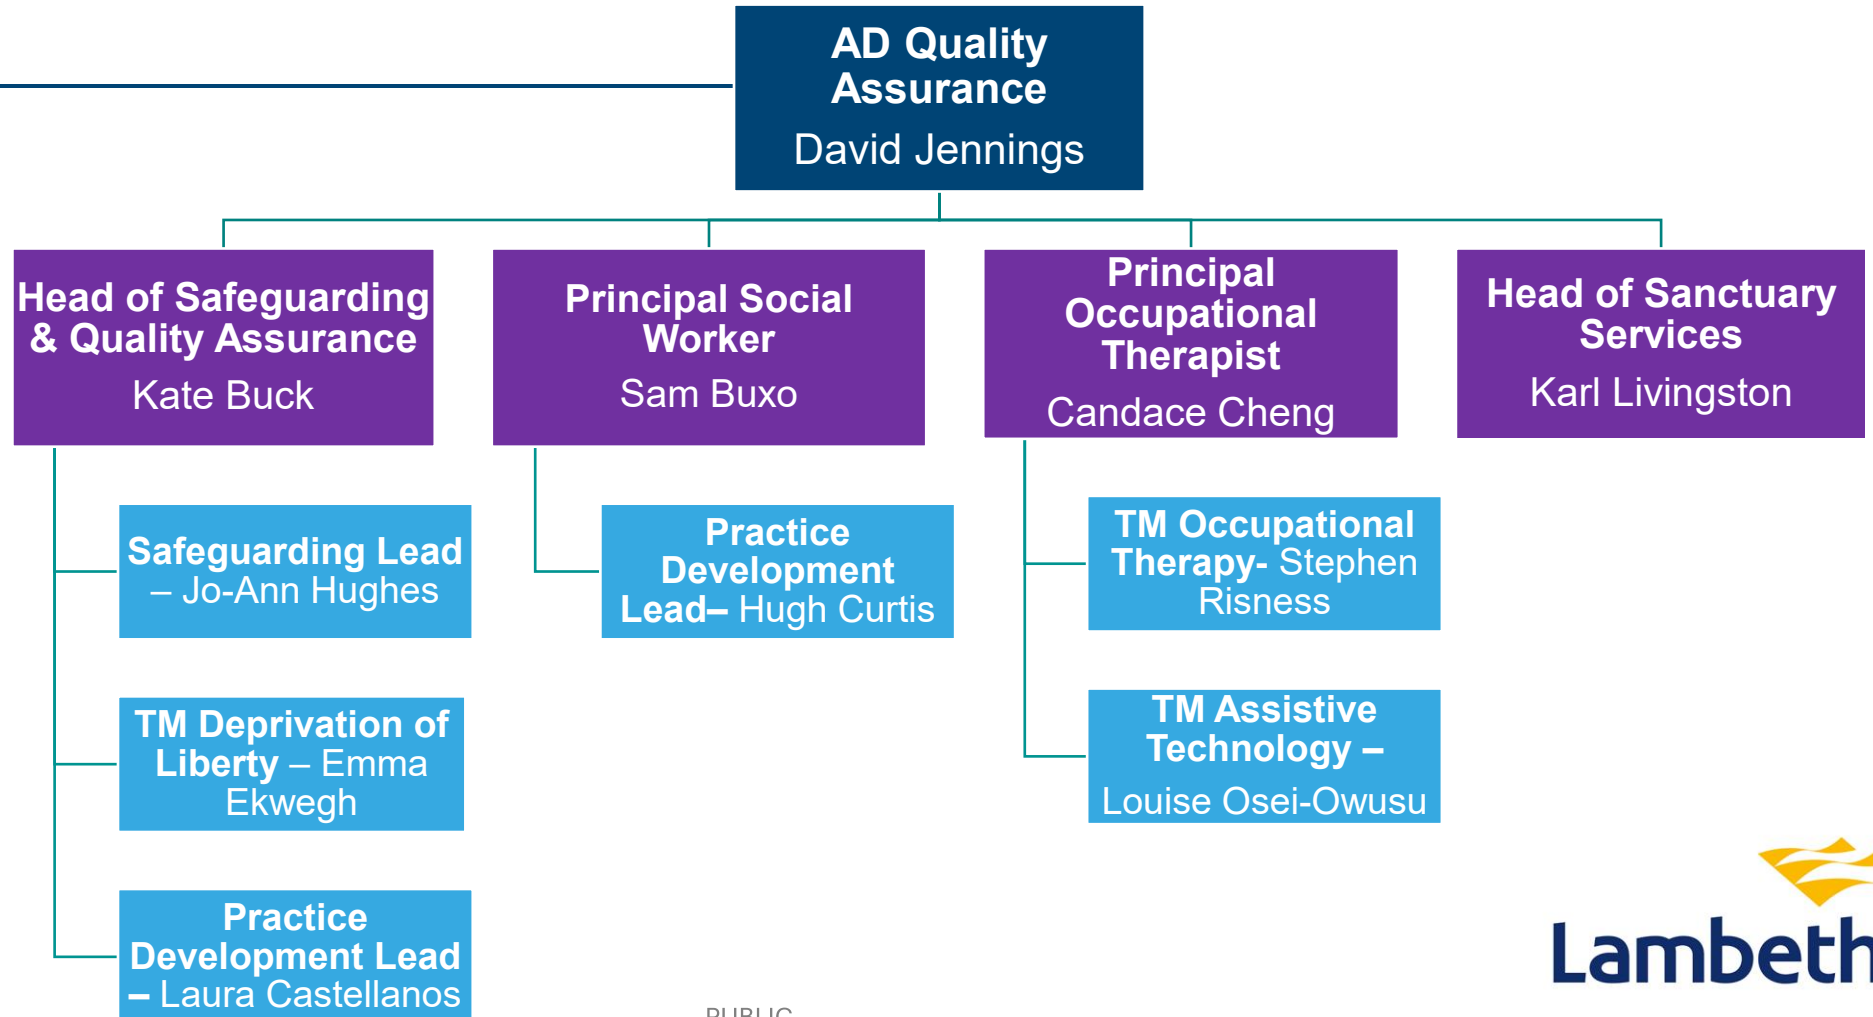 AD Quality
Assurance
David Jennings
Head of Safeguarding
& Quality Assurance
Kate Buck
Principal Social
Worker
Sam Buxo
Principal
Occupational
Therapist
Candace Cheng
Head of Sanctuary
Services
Karl Livingston
Safeguarding Lead
– Jo-Ann Hughes
TM Deprivation of
Liberty – Emma
Ekwegh
Practice
Development Lead
– Laura Castellanos
Practice
Development
Lead– Hugh Curtis
TM Occupational
Therapy- Stephen
Risness
TM Assistive
Technology –
Louise Osei-Owusu
PUBLIC
Lambeth